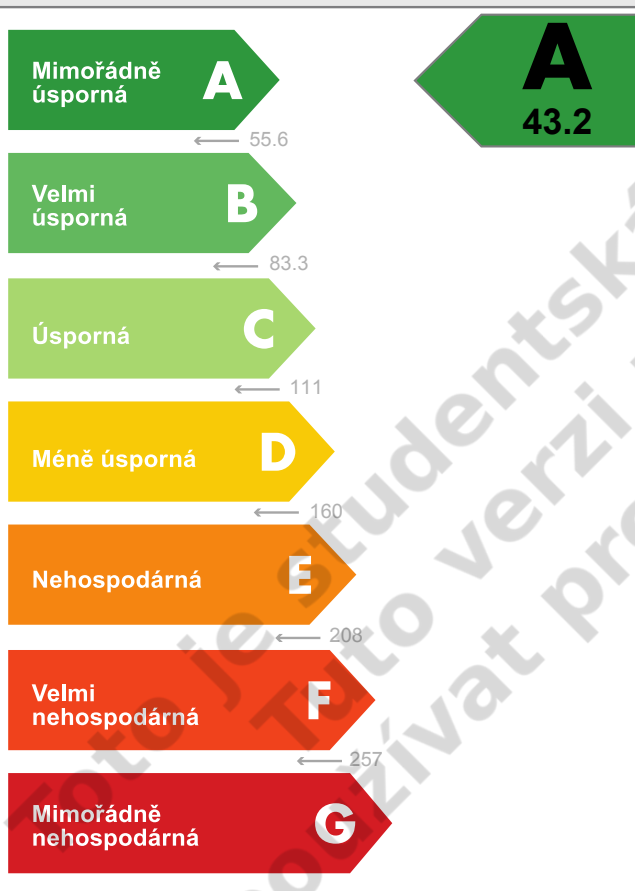 Mimořádně
úsporná
A
A
43.2
← 55.6
Velmi
úsporná
B
← 83.3
Úsporná
C
← 111
Méně úsporná
D
← 160
Nehospodárná
E
← 208
Velmi
nehospodárná
F
← 257
Mimořádně
nehospodárná
G
Toto je studentská
Tuto verzi
používat